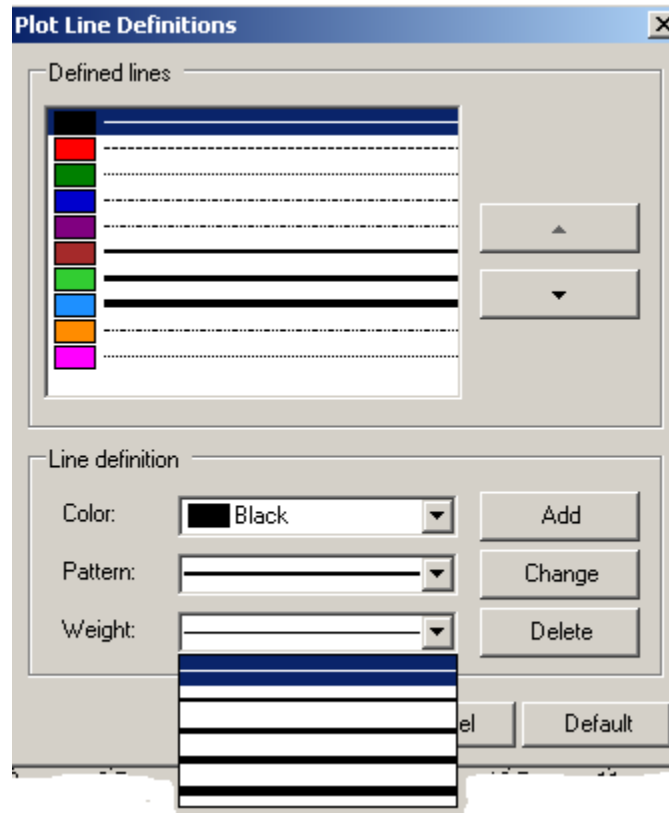 Plot Line Definitions
Defined lines
Line definition
Color:
Black
Add
Pattern:
Change
Weight:
Delete
el
Default